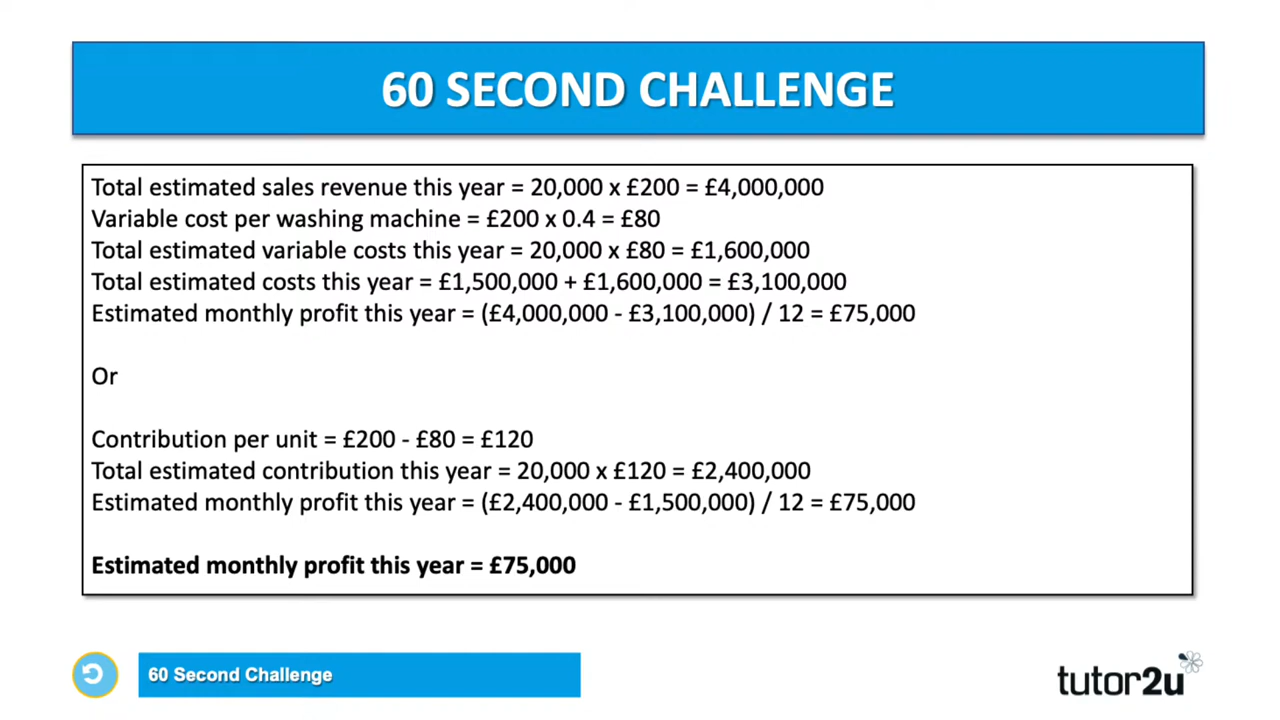 60 SECOND CHALLENGE
Total estimated sales revenue this year = 20,000 x £200 = £4,000,000
Variable cost per washing machine = £200 x 0.4 = £80
Total estimated variable costs this year = 20,000 x £80 = £1,600,000
Total estimated costs this year = £1,500,000 + £1,600,000 = £3,100,000
Estimated monthly profit this year = (£4,000,000 - £3,100,000) / 12 = £75,000
Or
Contribution per unit = £200 - £80 = £120
Total estimated contribution this year = 20,000 x £120 = £2,400,000
Estimated monthly profit this year = (£2,400,000 - £1,500,000) / 12 = £75,000
Estimated monthly profit this year = £75,000
60 Second Challenge
tutor2u